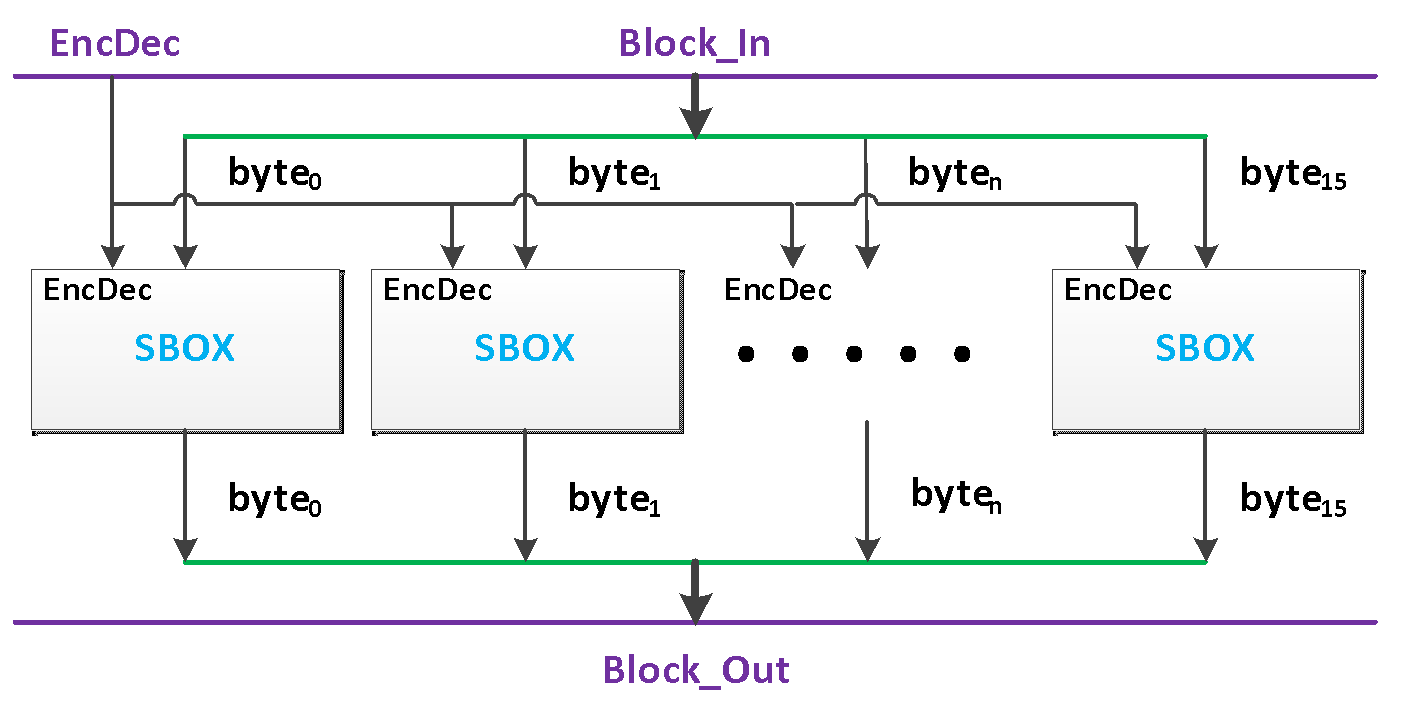 EncDec Block_In
byte0 byte1 byten byte15
EncDec EncDec EncDec EncDec
SBOX SBOX SBOX
byte0 byte1 byten byte15
Block_Out